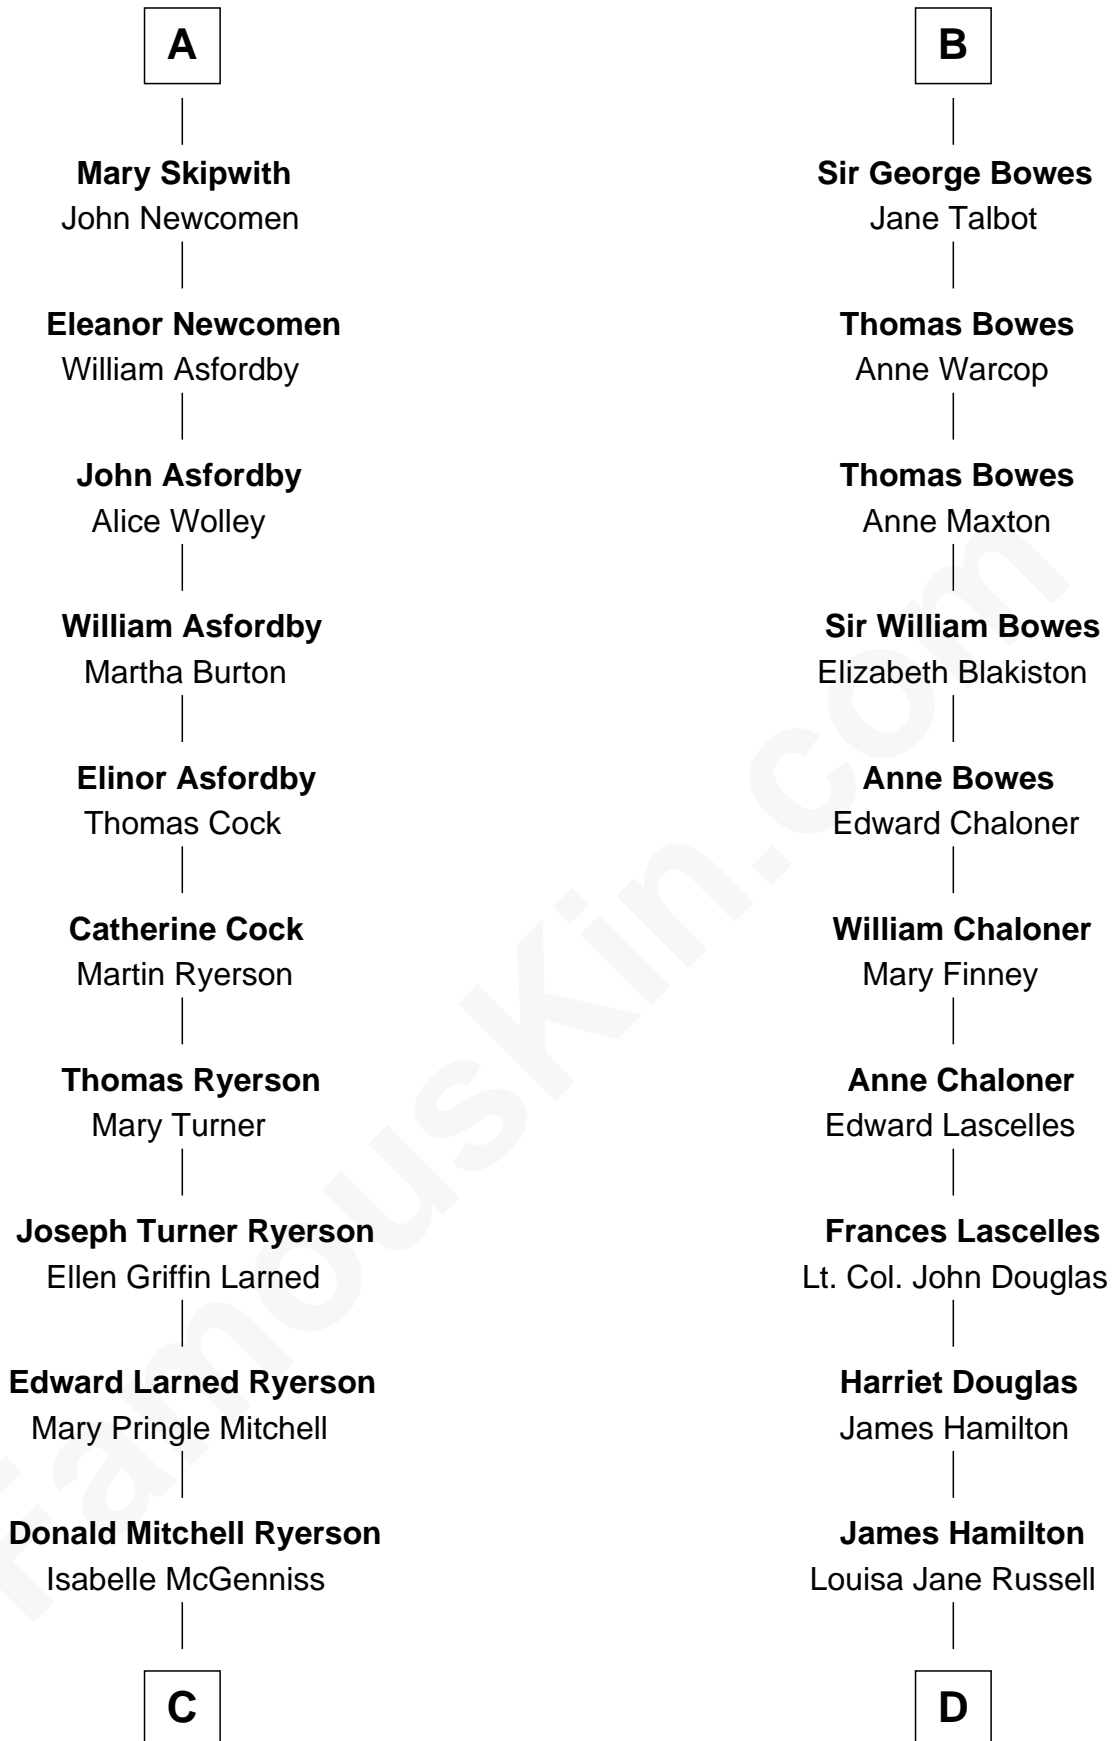 A
Mary Skipwith
John Newcomen
Eleanor Newcomen
William Asfordby
John Asfordby
Alice Wolley
William Asfordby
Martha Burton
Elinor Asfordby
Thomas Cock
Catherine Cock
Martin Ryerson
Thomas Ryerson
Mary Turner
Joseph Turner Ryerson
Ellen Griffin Larned
Edward Larned Ryerson
Mary Pringle Mitchell
Donald Mitchell Ryerson
Isabelle McGenniss
C
B
Sir George Bowes
Jane Talbot
Thomas Bowes
Anne Warcop
Thomas Bowes
Anne Maxton
Sir William Bowes
Elizabeth Blakiston
Anne Bowes
Edward Chaloner
William Chaloner
Mary Finney
Anne Chaloner
Edward Lascelles
Frances Lascelles
Lt. Col. John Douglas
Harriet Douglas
James Hamilton
James Hamilton
Louisa Jane Russell
D
FamousKin.com